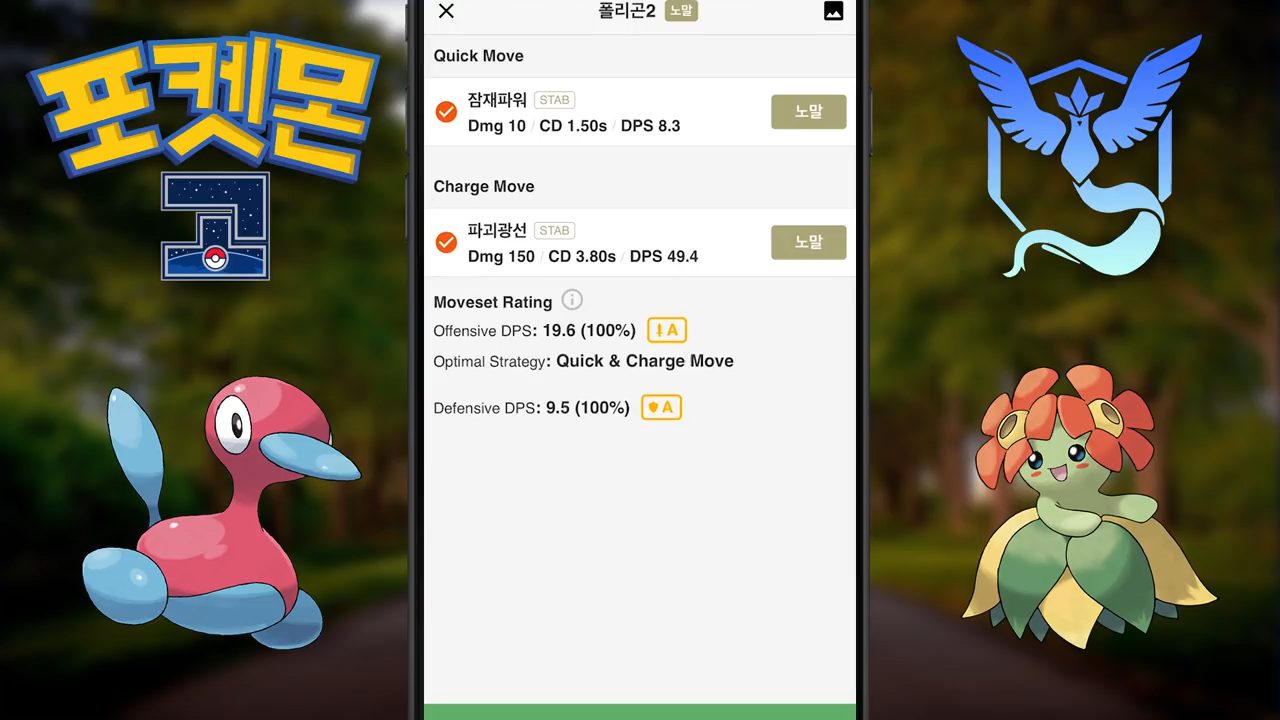 포켓몬
고
폴리곤2 노말
Quick Move
잠재파워 STAB
Dmg 10 / CD 1.50s / DPS 8.3
노말
Charge Move
파괴광선 STAB
Dmg 150 / CD 3.80s / DPS 49.4
노말
Moveset Rating
Offensive DPS: 19.6 (100%) A
Optimal Strategy: Quick & Charge Move
Defensive DPS: 9.5 (100%) A